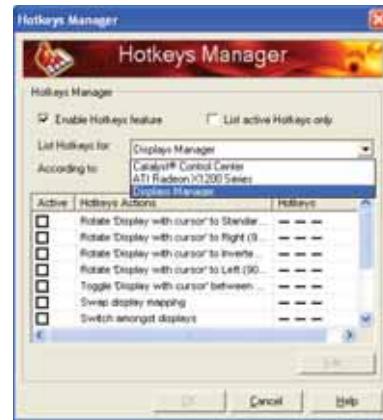 Hotkeys Manager
Hotkeys Manager
Hotkeys Manager
Enable Hotkeys feature
List active Hotkeys only
List Hotkeys for:
Displays Manager
According to:
Catalyst® Control Center
ATI Radeon X1200 Series
Displays Manager
Active
Hotkeys Actions
Hotkeys
Rotate 'Display with cursor' to Standar...
Rotate 'Display with cursor' to Right (9...
Rotate 'Display with cursor' to Inverte...
Rotate 'Display with cursor' to Left (90...
Toggle 'Display with cursor' between ...
Swap display mapping
Switch amongst displays
OK
Cancel
Help